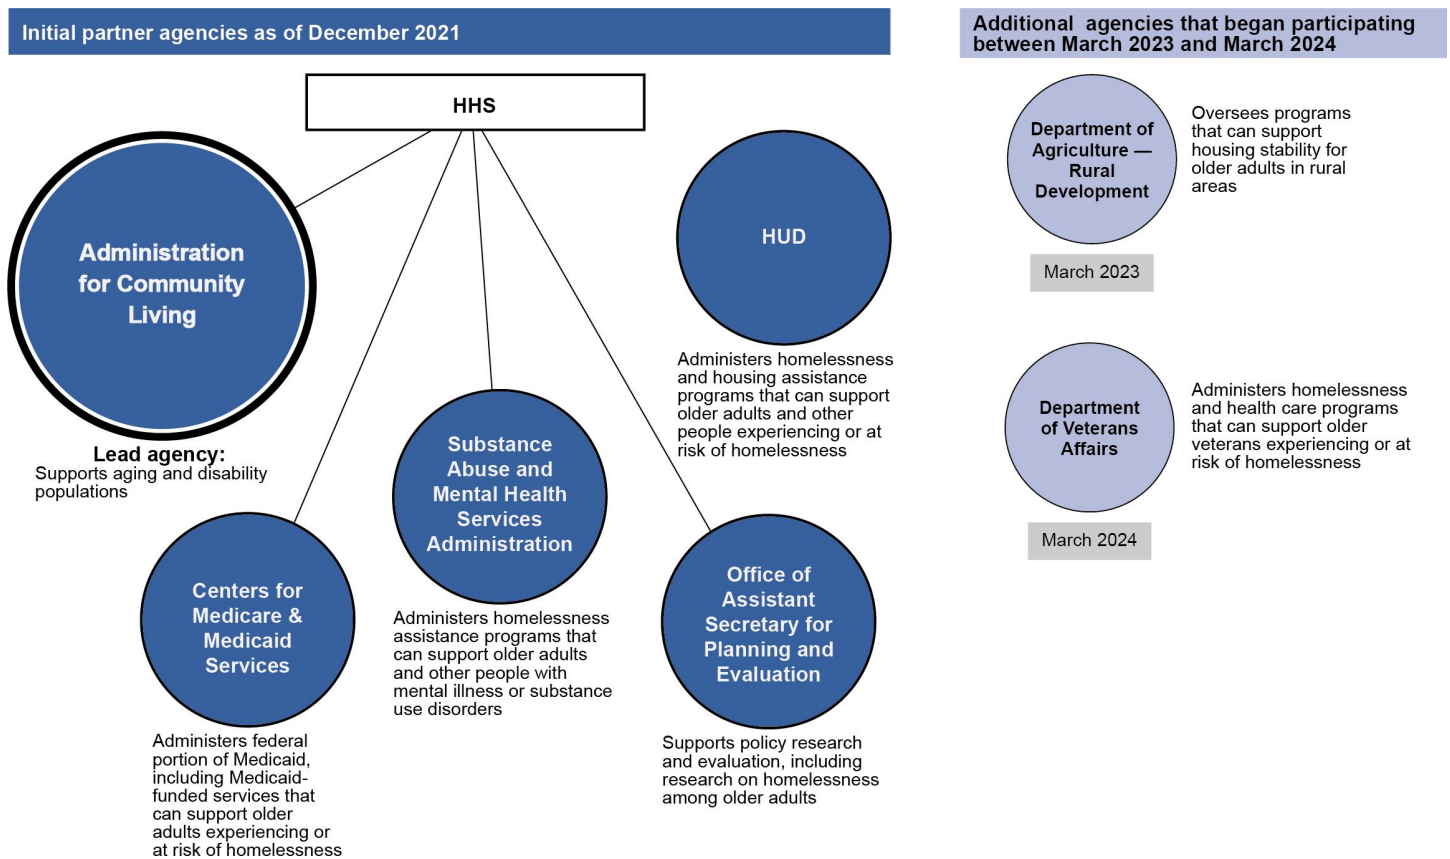 Initial partner agencies as of December 2021
HHS
Administration
for Community
Living
Lead agency:
Supports aging and disability
populations
Centers for
Medicare &
Medicaid
Services
Administers federal
portion of Medicaid,
including Medicaid-
funded services that
can support older
adults experiencing or
at risk of homelessness
Substance
Abuse and
Mental Health
Services
Administration
Administers homelessness
assistance programs that
can support older adults
and other people with
mental illness or substance
use disorders
HUD
Administers homelessness
and housing assistance
programs that can support
older adults and other
people experiencing or at
risk of homelessness
Office of
Assistant
Secretary for
Planning and
Evaluation
Supports policy research
and evaluation, including
research on homelessness
among older adults
Additional  agencies that began participating
between March 2023 and March 2024
Department of
Agriculture —
Rural
Development
Oversees programs
that can support
housing stability for
older adults in rural
areas
March 2023
Department
of Veterans
Affairs
Administers homelessness
and health care programs
that can support older
veterans experiencing or at
risk of homelessness
March 2024